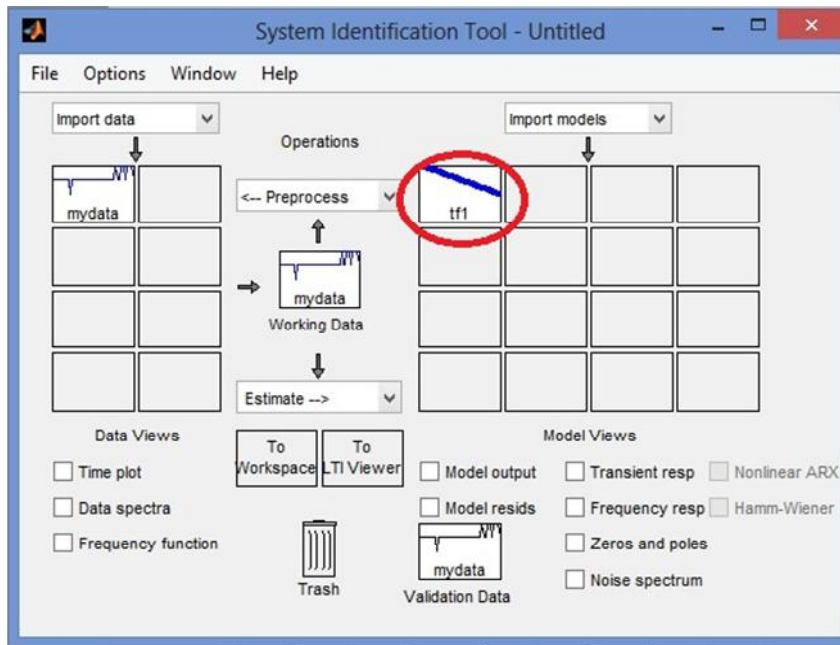 System Identification Tool - Untitled
File Options Window Help
Import data
Import models
Operations
mydata
<-- Preprocess
tf1
mydata
Working Data
Estimate -->
Data Views
Model Views
To Workspace
To LTI Viewer
Time plot
Data spectra
Frequency function
Model output
Transient resp
Nonlinear ARX
Model resids
Frequency resp
Hamm-Wiener
Zeros and poles
Noise spectrum
Trash
mydata
Validation Data